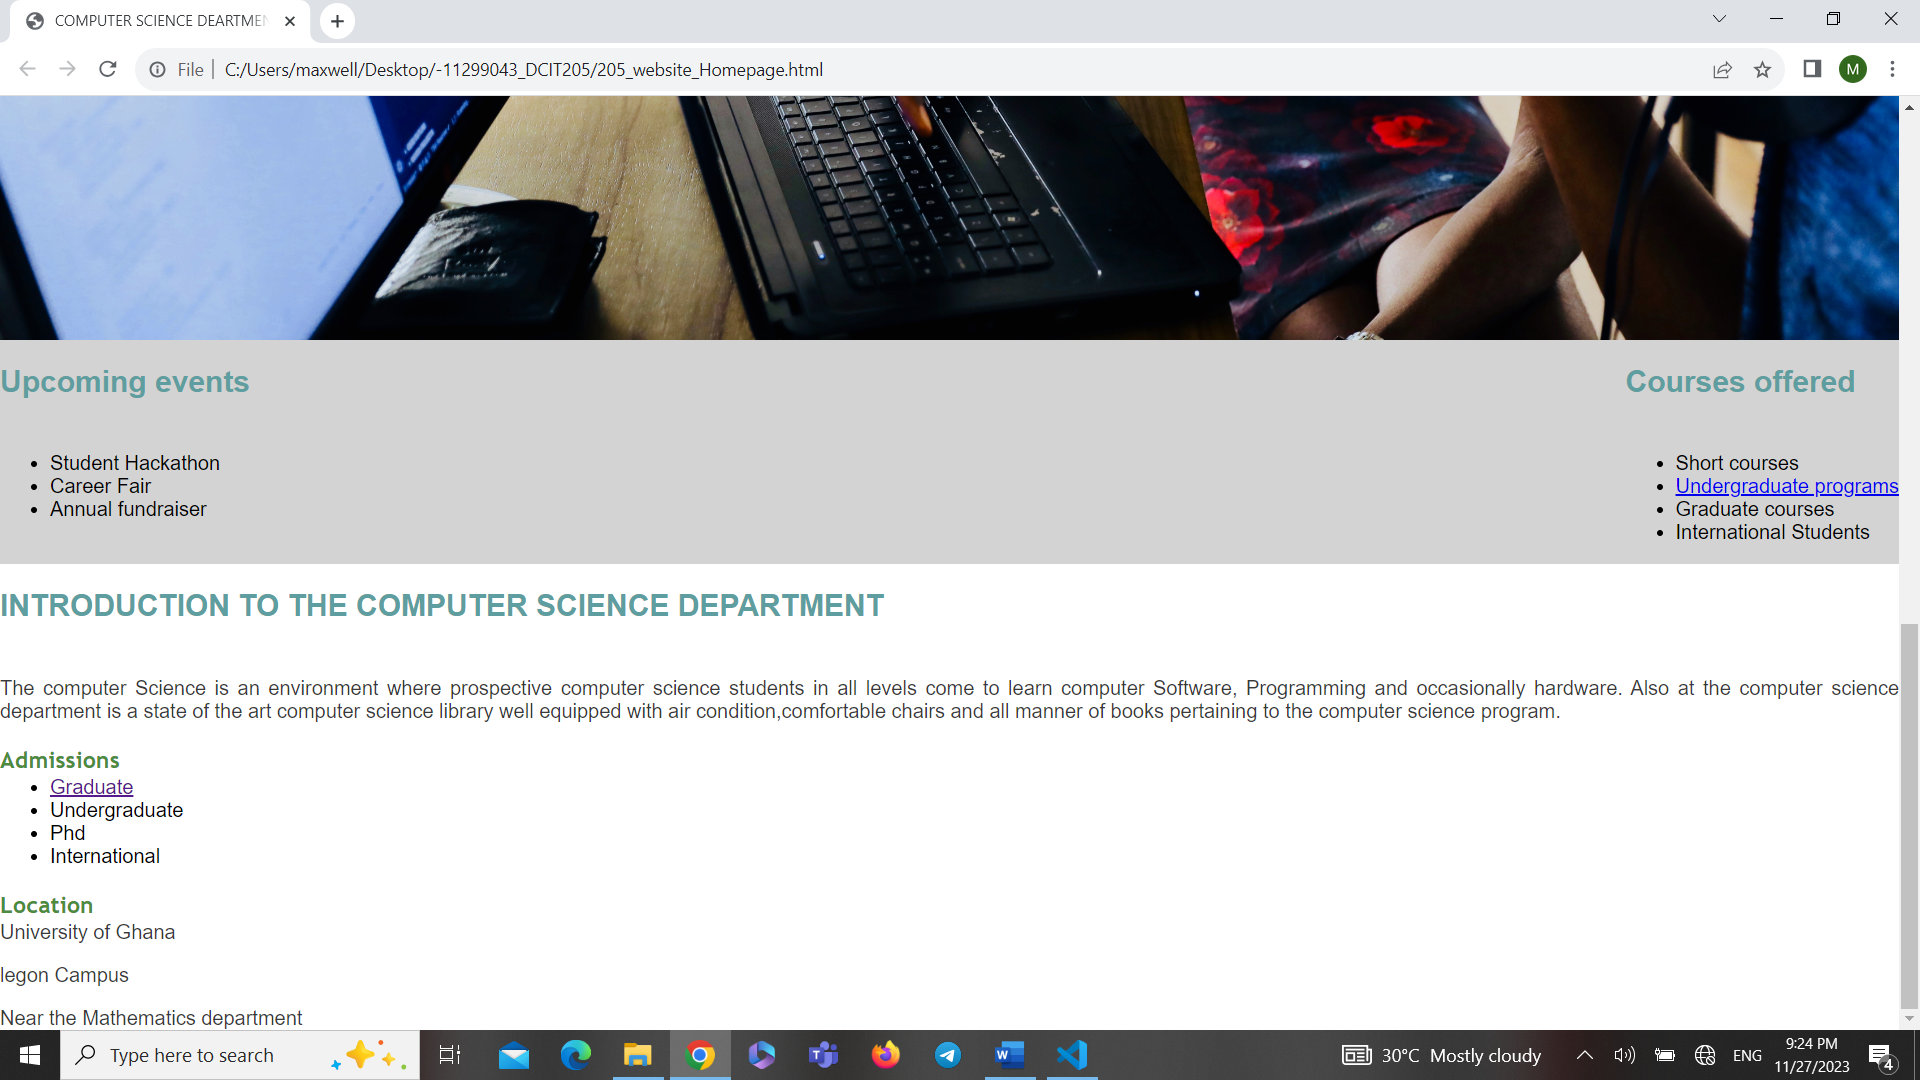 COMPUTER SCIENCE DEARTMEN
File
C:/Users/maxwell/Desktop/-11299043_DCIT205/205_website_Homepage.html
M
Upcoming events
Student Hackathon
Career Fair
Annual fundraiser
Courses offered
Short courses
Undergraduate programs
Graduate courses
International Students
INTRODUCTION TO THE COMPUTER SCIENCE DEPARTMENT
The computer Science is an environment where prospective computer science students in all levels come to learn computer Software, Programming and occasionally hardware. Also at the computer science
department is a state of the art computer science library well equipped with air condition,comfortable chairs and all manner of books pertaining to the computer science program.
Admissions
Graduate
Undergraduate
Phd
International
Location
University of Ghana
legon Campus
Near the Mathematics department
Type here to search
30°C Mostly cloudy
ENG
9:24 PM
11/27/2023
4